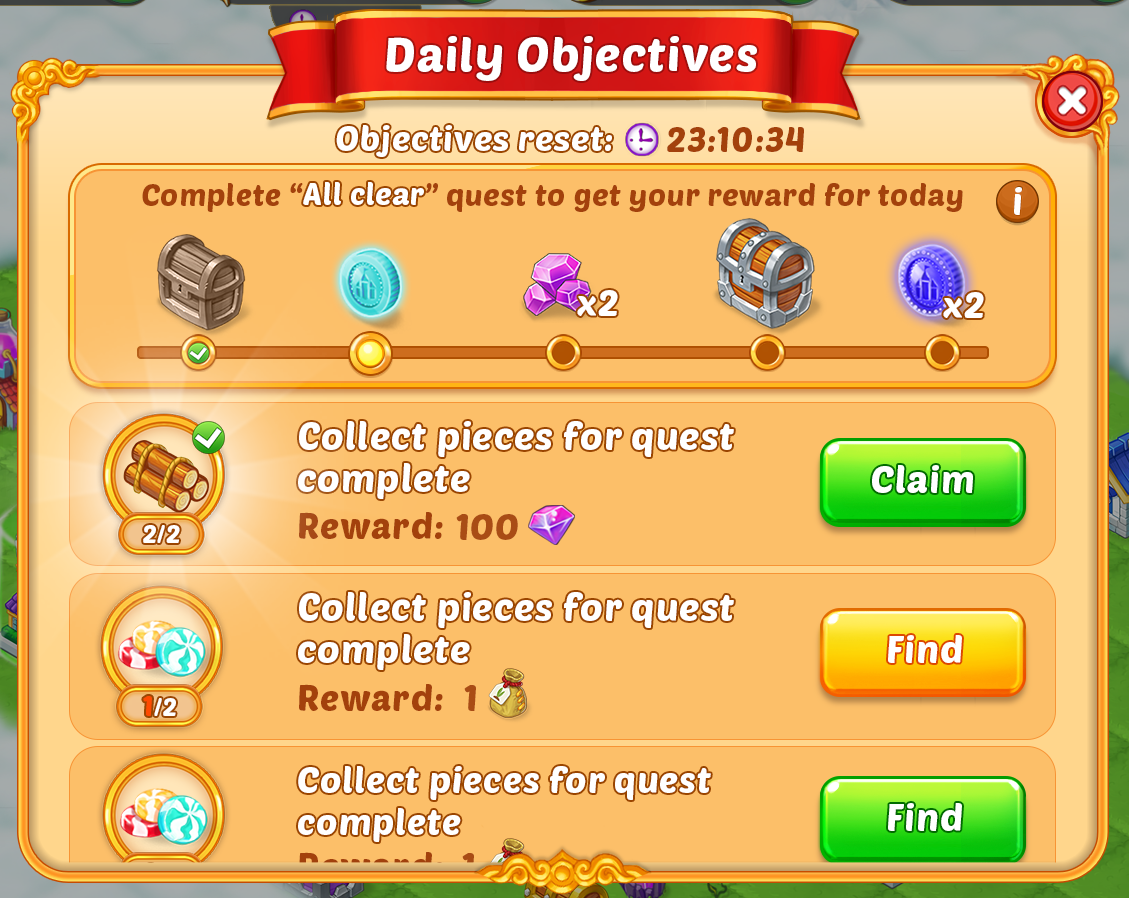 Daily Objectives
Objectives reset: 23:10:34
Complete “All clear” quest to get your reward for today
i
x2
x2
Collect pieces for quest
complete
Reward: 100
2/2
Claim
Collect pieces for quest
complete
Reward: 1
1/2
Find
Collect pieces for quest
complete
Reward: 1
Find